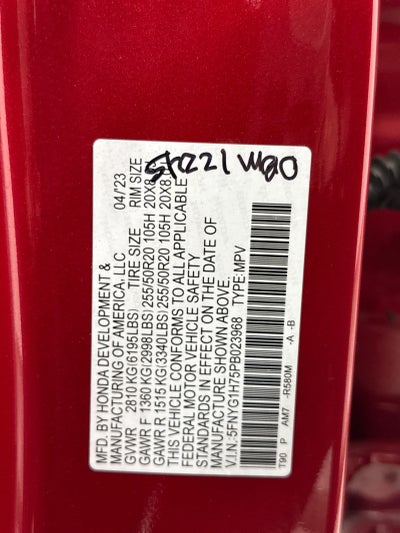 MFD. BY HONDA DEVELOPMENT & 04/23
MANUFACTURING OF AMERICA, LLC
GVWR 2810 KG(6195LBS) TIRE SIZE RIM SIZE
GAWR F 1360 KG(2998LBS) 255/50R20 105H 20X8.
GAWR R 1515 KG(3340LBS) 255/50R20 105H 20X8.
THIS VEHICLE CONFORMS TO ALL APPLICABLE
FEDERAL MOTOR VEHICLE SAFETY
STANDARDS IN EFFECT ON THE DATE OF
MANUFACTURE SHOWN ABOVE.
V.I.N.:5FNYG1H75PB023968 TYPE:MPV
T90 P AM7 -R580M -A -B